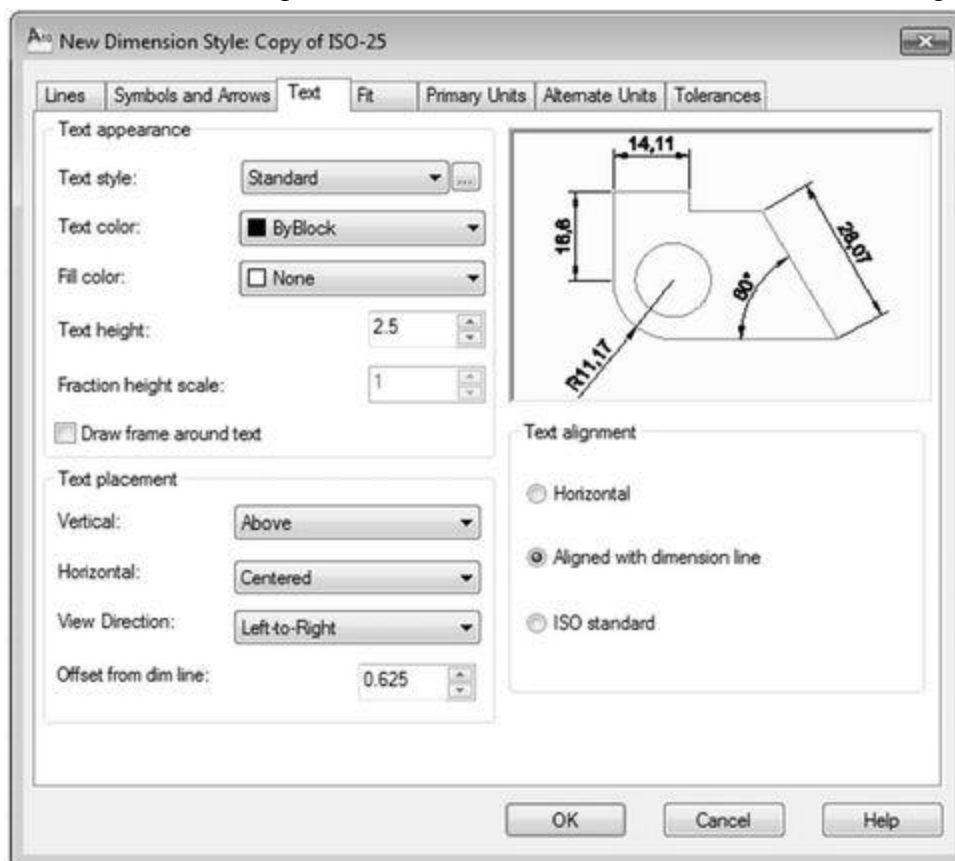 New Dimension Style: Copy of ISO-25
Lines Symbols and Arrows Text Fit Primary Units Alternate Units Tolerances
Text appearance
Text style: Standard ...
Text color: ByBlock
Fill color: None
Text height: 2.5
Fraction height scale: 1
Draw frame around text
Text placement
Vertical: Above
Horizontal: Centered
View Direction: Left-to-Right
Offset from dim line: 0.625
14,11
16,6
28,07
60°
R11,17
Text alignment
Horizontal
Aligned with dimension line
ISO standard
OK Cancel Help